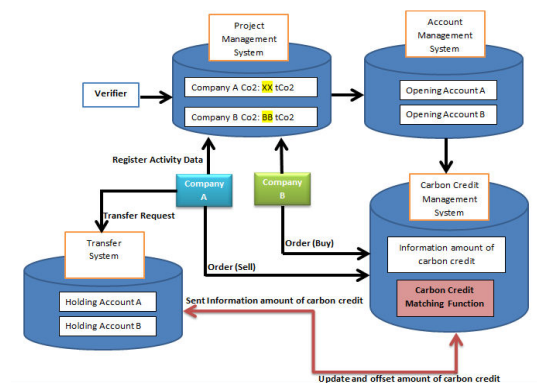 Project
Management
System
Account
Management
System
Verifier
Company A Co2: XX tCo2
Company B Co2: BB tCo2
Opening Account A
Opening Account B
Register Activity Data
Company
A
Company
B
Carbon Credit
Management
System
Transfer Request
Transfer
System
Order (Buy)
Order (Sell)
Information amount of
carbon credit
Carbon Credit
Matching Function
Holding Account A
Holding Account B
Sent Information amount of carbon credit
Update and offset amount of carbon credit